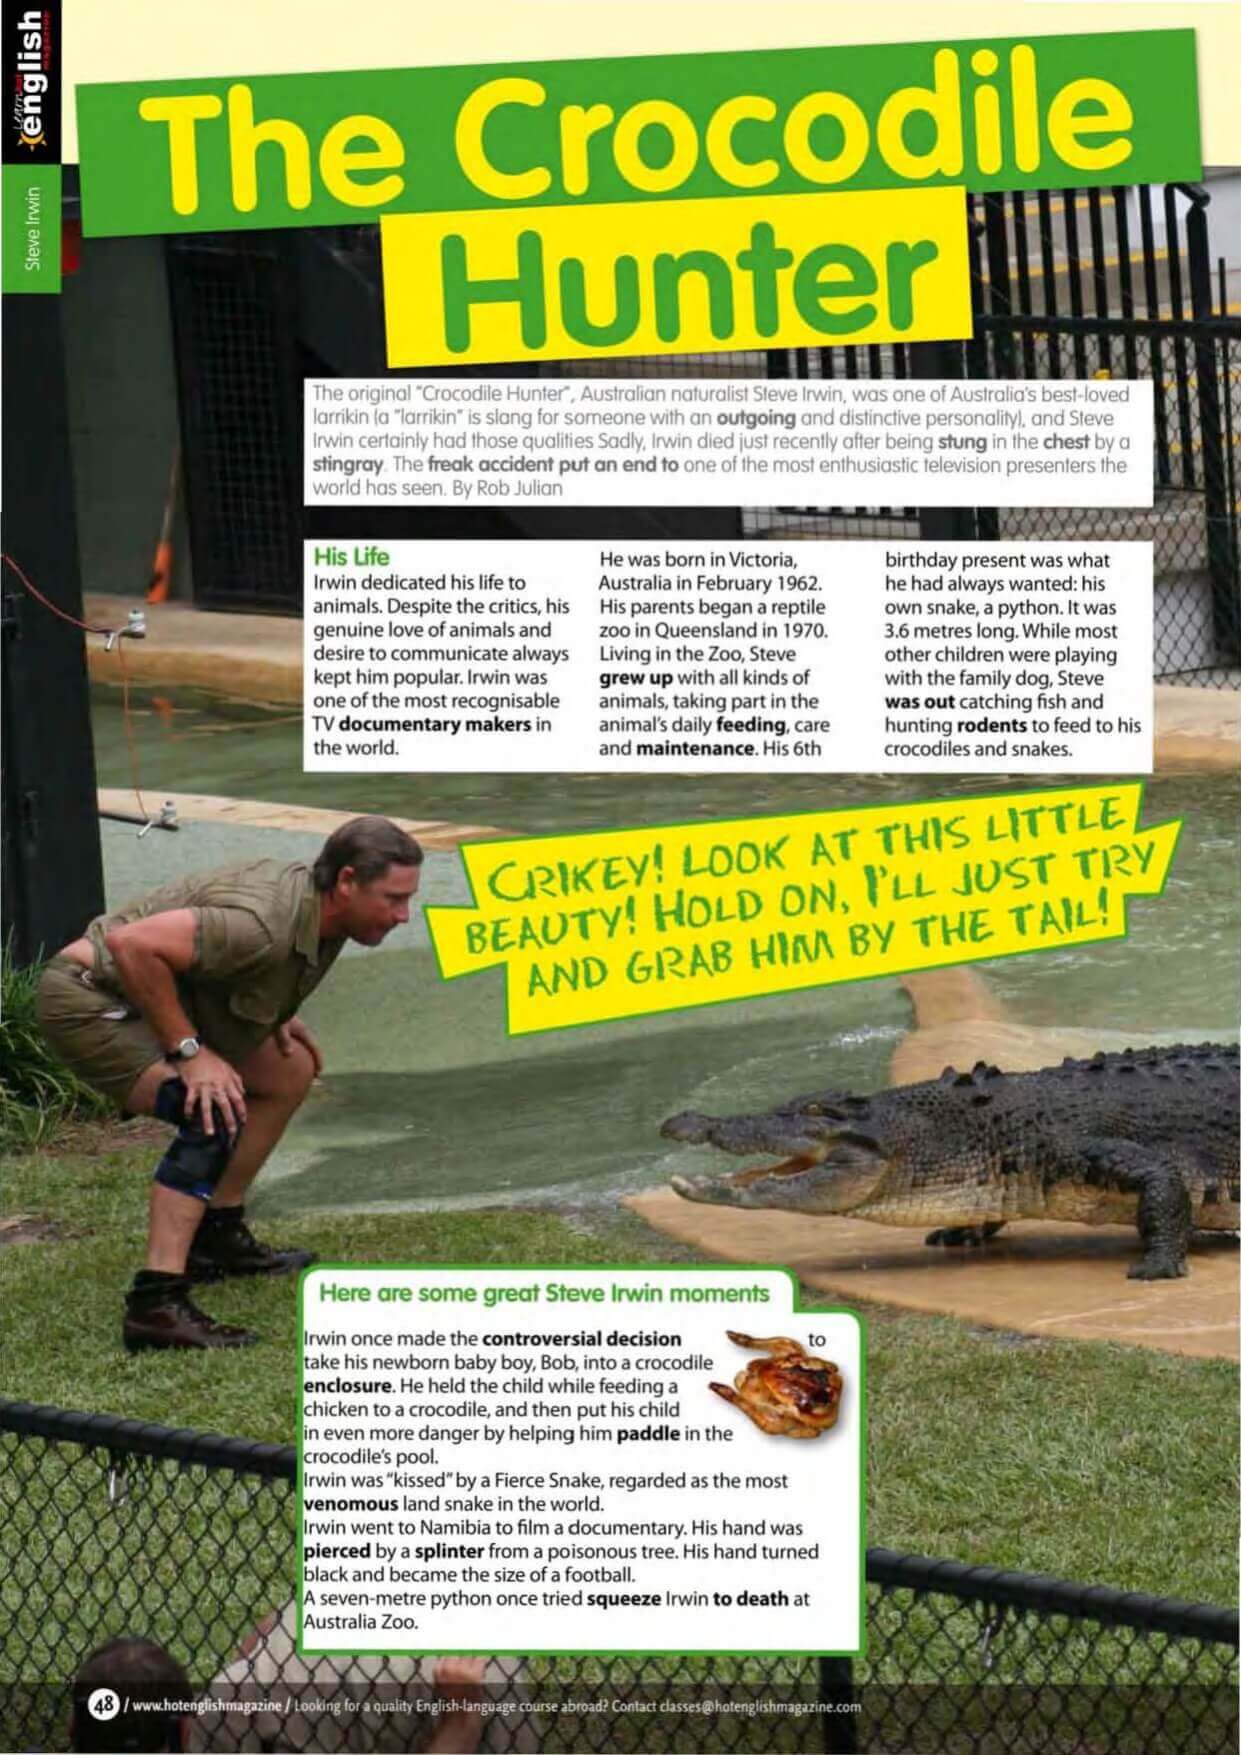 Learn hot
english
magazine
Steve Irwin
The Crocodile
Hunter
The original "Crocodile Hunter", Australian naturalist Steve Irwin, was one of Australia's best-loved
larrikin (a "larrikin" is slang for someone with an outgoing and distinctive personality), and Steve
Irwin certainly had those qualities Sadly, Irwin died just recently after being stung in the chest by a
stingray. The freak accident put an end to one of the most enthusiastic television presenters the
world has seen. By Rob Julian
His Life
Irwin dedicated his life to
animals. Despite the critics, his
genuine love of animals and
desire to communicate always
kept him popular. Irwin was
one of the most recognisable
TV documentary makers in
the world.
He was born in Victoria,
Australia in February 1962.
His parents began a reptile
zoo in Queensland in 1970.
Living in the Zoo, Steve
grew up with all kinds of
animals, taking part in the
animal's daily feeding, care
and maintenance. His 6th
birthday present was what
he had always wanted: his
own snake, a python. It was
3.6 metres long. While most
other children were playing
with the family dog, Steve
was out catching fish and
hunting rodents to feed to his
crocodiles and snakes.
CRIKEY! LOOK AT THIS LITTLE
BEAUTY! HOLD ON, I'LL JUST TRY
AND GRAB HIM BY THE TAIL!
Here are some great Steve Irwin moments
Irwin once made the controversial decision to
take his newborn baby boy, Bob, into a crocodile
enclosure. He held the child while feeding a
chicken to a crocodile, and then put his child
in even more danger by helping him paddle in the
crocodile's pool.
Irwin was "kissed" by a Fierce Snake, regarded as the most
venomous land snake in the world.
Irwin went to Namibia to film a documentary. His hand was
pierced by a splinter from a poisonous tree. His hand turned
black and became the size of a football.
A seven-metre python once tried squeeze Irwin to death at
Australia Zoo.
48 / www.hotenglishmagazine / Looking for a quality English-language course abroad? Contact classes@hotenglishmagazine.com